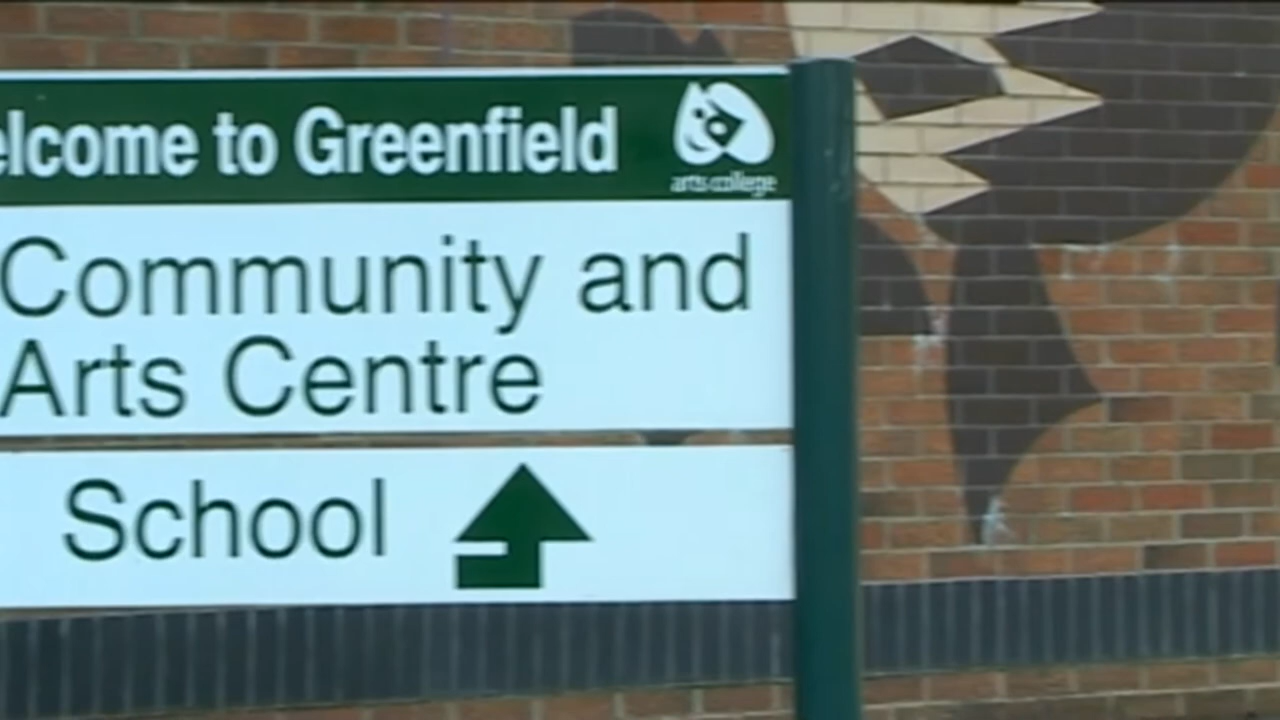 elcome to Greenfield
arts college
Community and
Arts Centre
School